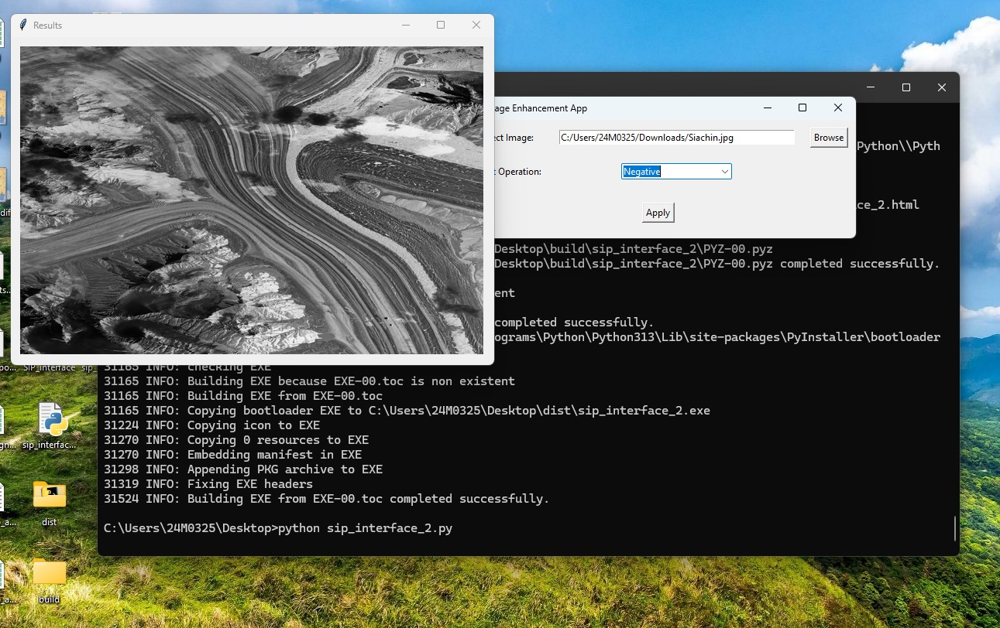 Results
age Enhancement App
ect Image:
C:/Users/24M0325/Downloads/Siachin.jpg
Browse
t Operation:
Negative
Apply
Python\\Pyth
ce_2.html
Desktop\build\sip_interface_2\PYZ-00.pyz
Desktop\build\sip_interface_2\PYZ-00.pyz completed successfully.
ent
completed successfully.
ograms\Python\Python313\Lib\site-packages\PyInstaller\bootloader
31165 INFO: checking EXE
31165 INFO: Building EXE because EXE-00.toc is non existent
31165 INFO: Building EXE from EXE-00.toc
31165 INFO: Copying bootloader EXE to C:\Users\24M0325\Desktop\dist\sip_interface_2.exe
31224 INFO: Copying icon to EXE
31270 INFO: Copying 0 resources to EXE
31270 INFO: Embedding manifest in EXE
31298 INFO: Appending PKG archive to EXE
31319 INFO: Fixing EXE headers
31524 INFO: Building EXE from EXE-00.toc completed successfully.
C:\Users\24M0325\Desktop>python sip_interface_2.py
dif
ts...
po...
SIP_Interface
sip_
gn...
sip_interfac...
_a...
dist
_a...
build